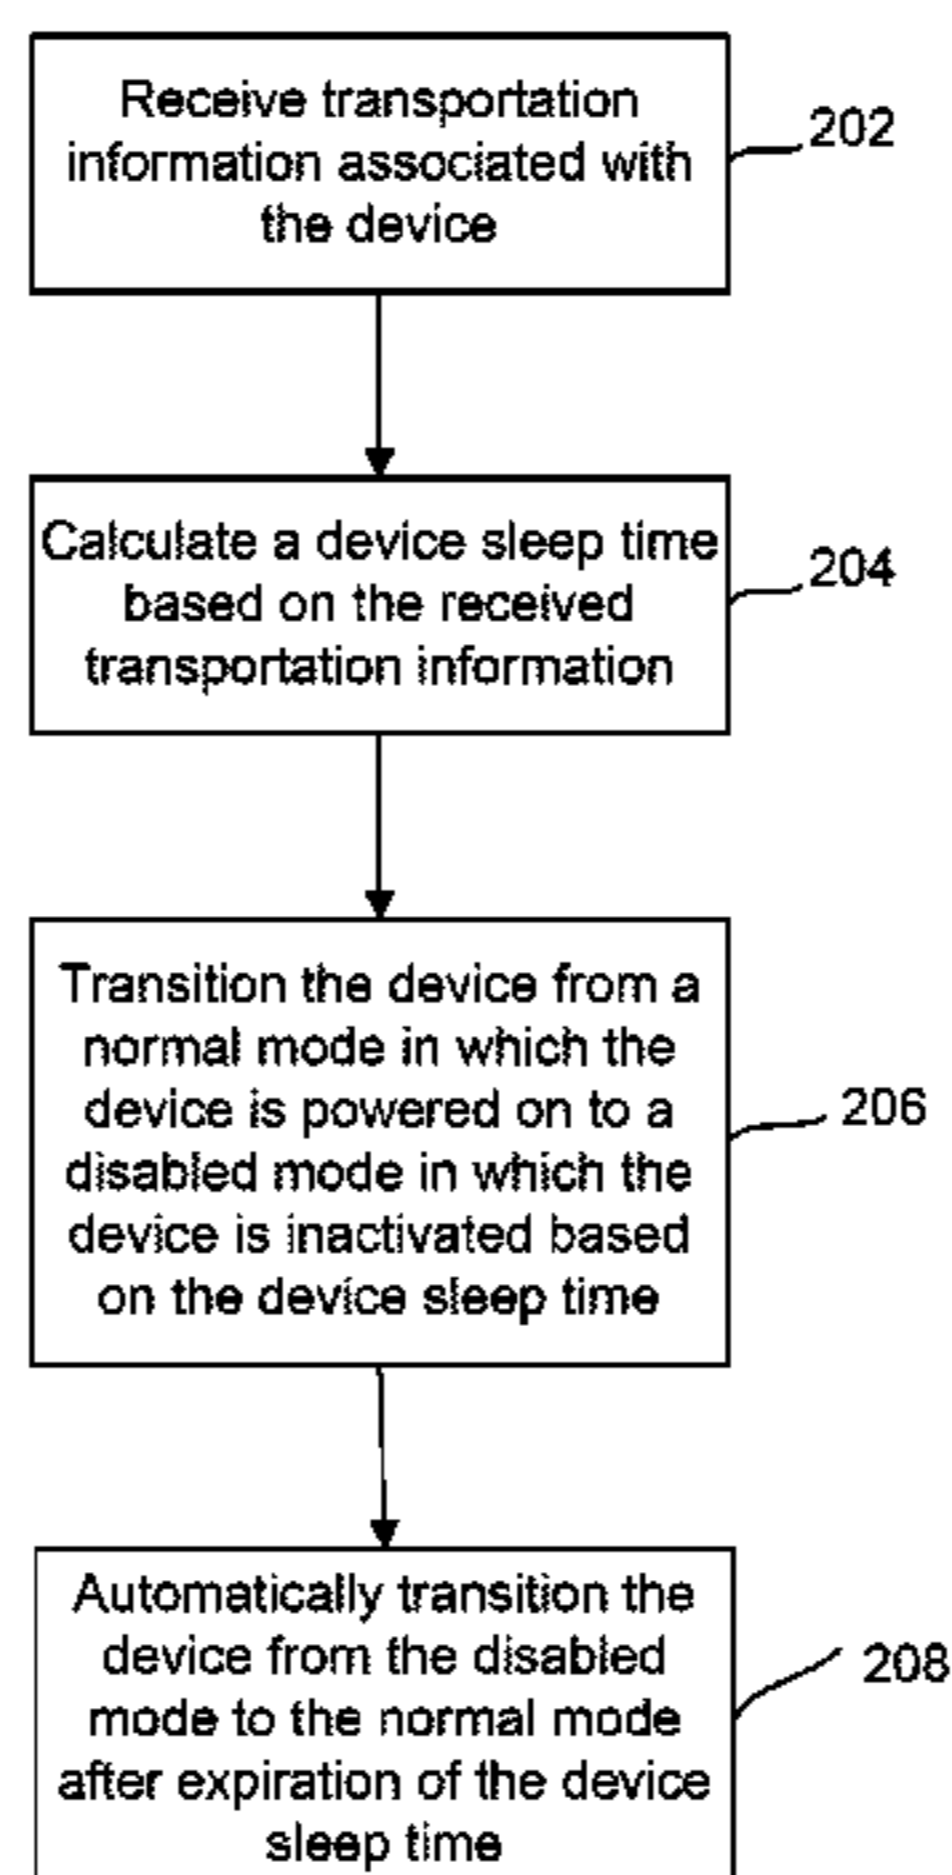 Receive transportation
information associated with
the device
202
Calculate a device sleep time
based on the received
transportation information
204
Transition the device from a
normal mode in which the
device is powered on to a
disabled mode in which the
device is inactivated based
on the device sleep time
206
Automatically transition the
device from the disabled
mode to the normal mode
after expiration of the device
sleep time
208